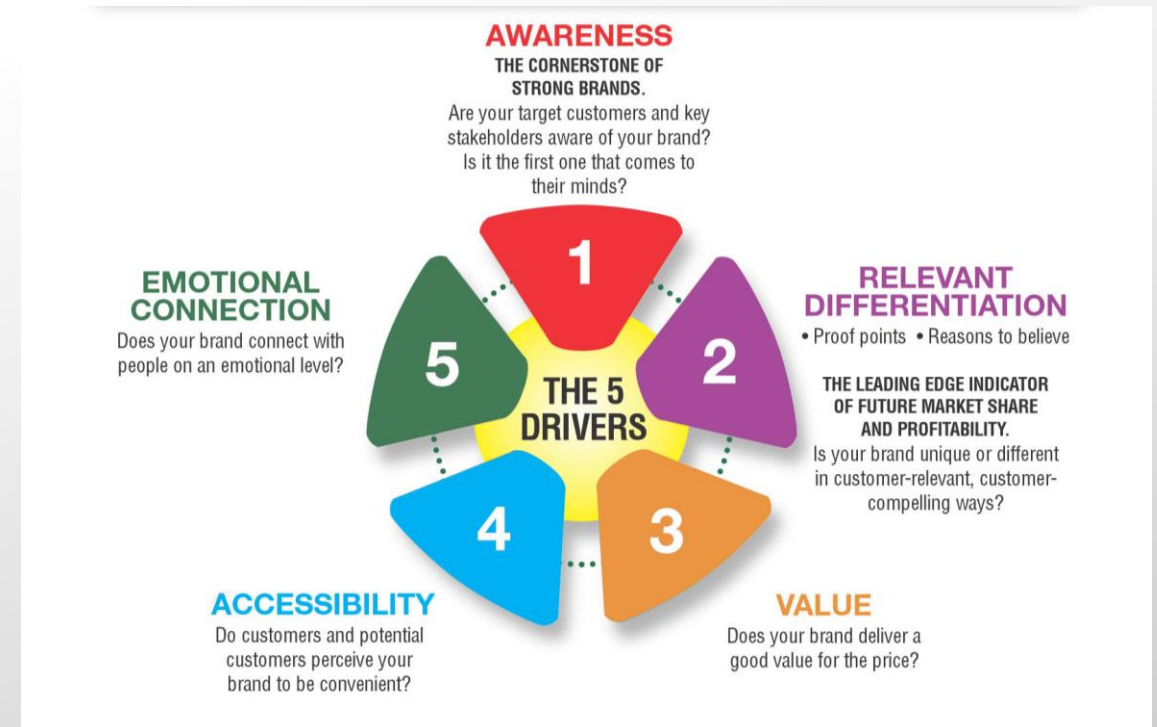 AWARENESS
THE CORNERSTONE OF
STRONG BRANDS.
Are your target customers and key
stakeholders aware of your brand?
Is it the first one that comes to
their minds?
1
RELEVANT
DIFFERENTIATION
• Proof points • Reasons to believe
THE LEADING EDGE INDICATOR
OF FUTURE MARKET SHARE
AND PROFITABILITY.
Is your brand unique or different
in customer-relevant, customer-
compelling ways?
2
VALUE
Does your brand deliver a
good value for the price?
3
ACCESSIBILITY
Do customers and potential
customers perceive your
brand to be convenient?
4
EMOTIONAL
CONNECTION
Does your brand connect with
people on an emotional level?
5
THE 5
DRIVERS